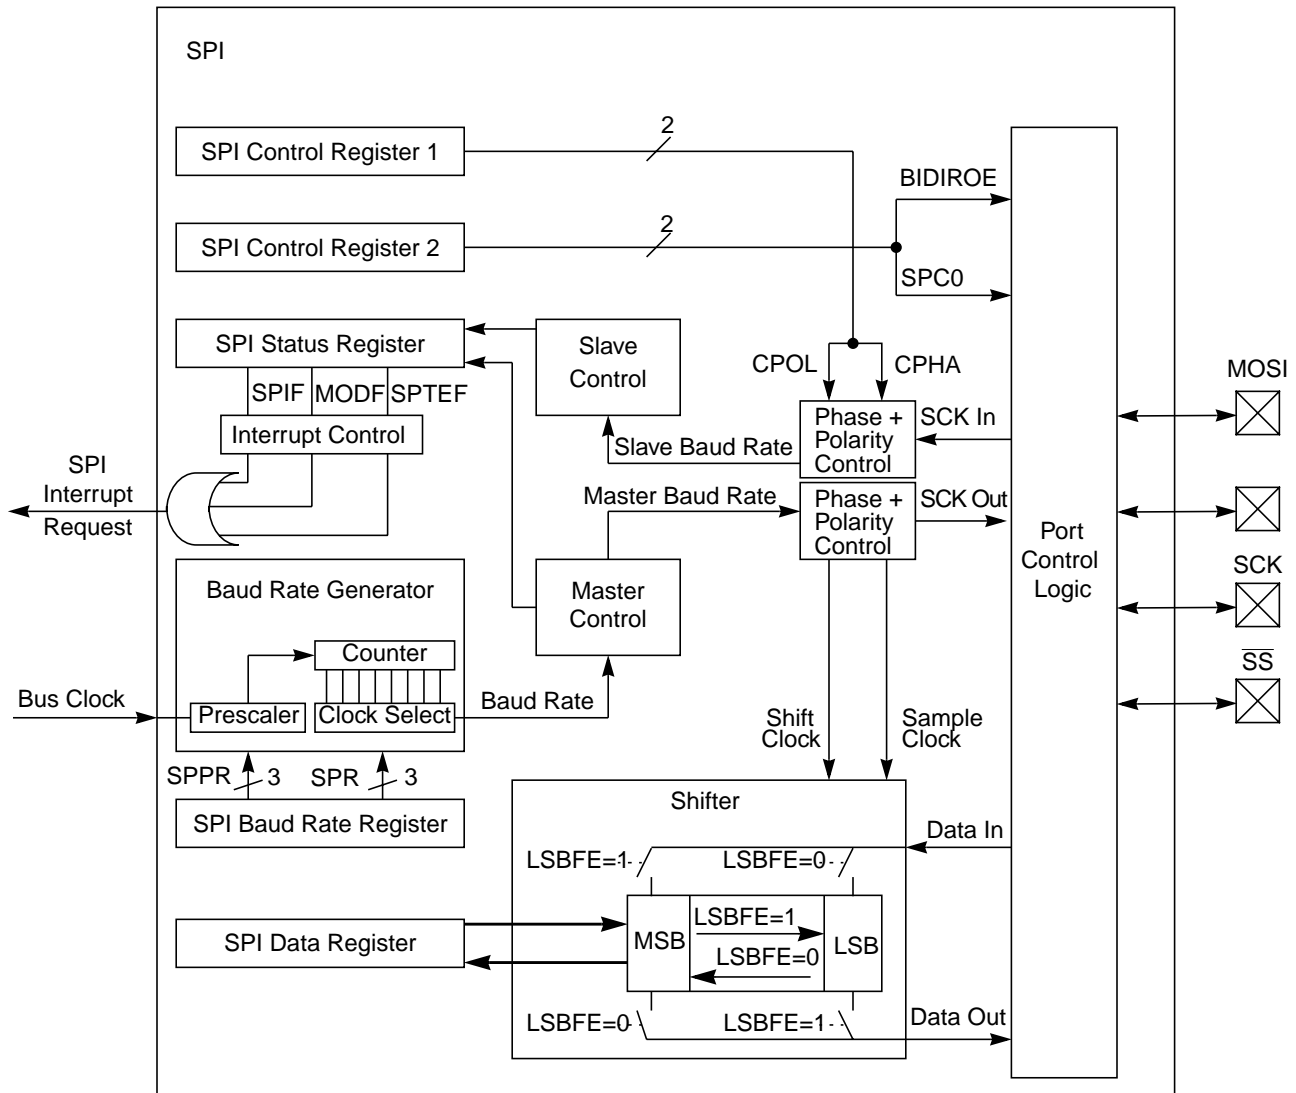 SPI
SPI Control Register 1
2
BIDIROE
SPI Control Register 2
2
SPC0
SPI Status Register
Slave
Control
CPOL
CPHA
MOSI
SPIF
MODF
SPTEF
Interrupt Control
Slave Baud Rate
Phase +
Polarity
Control
SCK In
SPI
Interrupt
Request
Master Baud Rate
Phase +
Polarity
Control
SCK Out
Port
Control
Logic
SCK
Baud Rate Generator
Master
Control
Counter
SS
Bus Clock
Prescaler
Clock Select
Baud Rate
Shift
Clock
Sample
Clock
SPPR
3
SPR
3
SPI Baud Rate Register
Shifter
Data In
LSBFE=1
LSBFE=0
SPI Data Register
MSB
LSBFE=1
LSBFE=0
LSB
LSBFE=0
LSBFE=1
Data Out